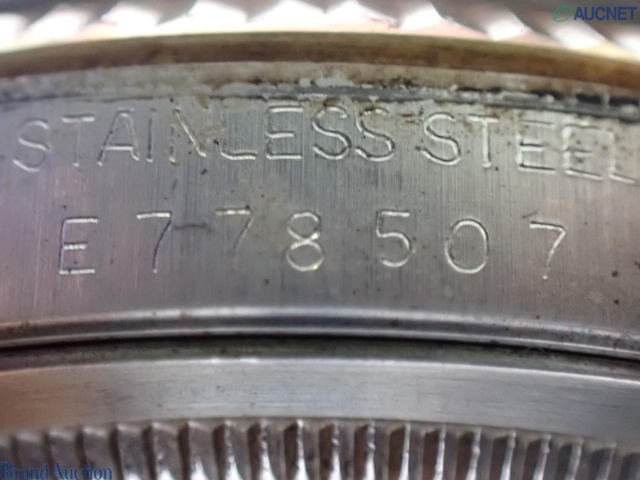 AUCNET
STAINLESS STEEL
E778507
Brand Auction